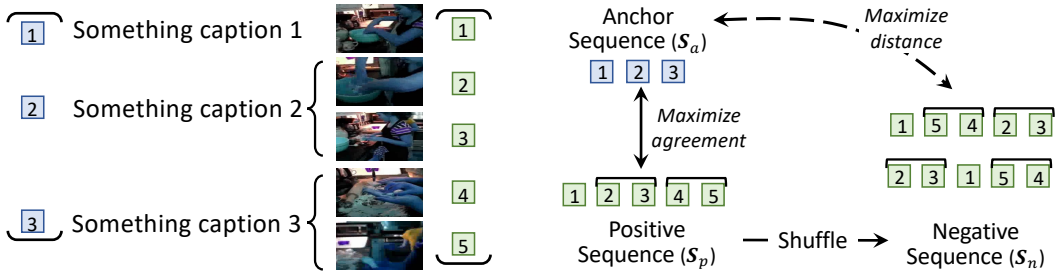 1 Something caption 1 1
2 Something caption 2 2
3
3 Something caption 3 4
5
Anchor
Sequence (S_a)
1 2 3
Maximize
agreement
1 2 3 4 5
Positive
Sequence (S_p)
Shuffle
Maximize
distance
1 5 4 2 3
2 3 1 5 4
Negative
Sequence (S_n)